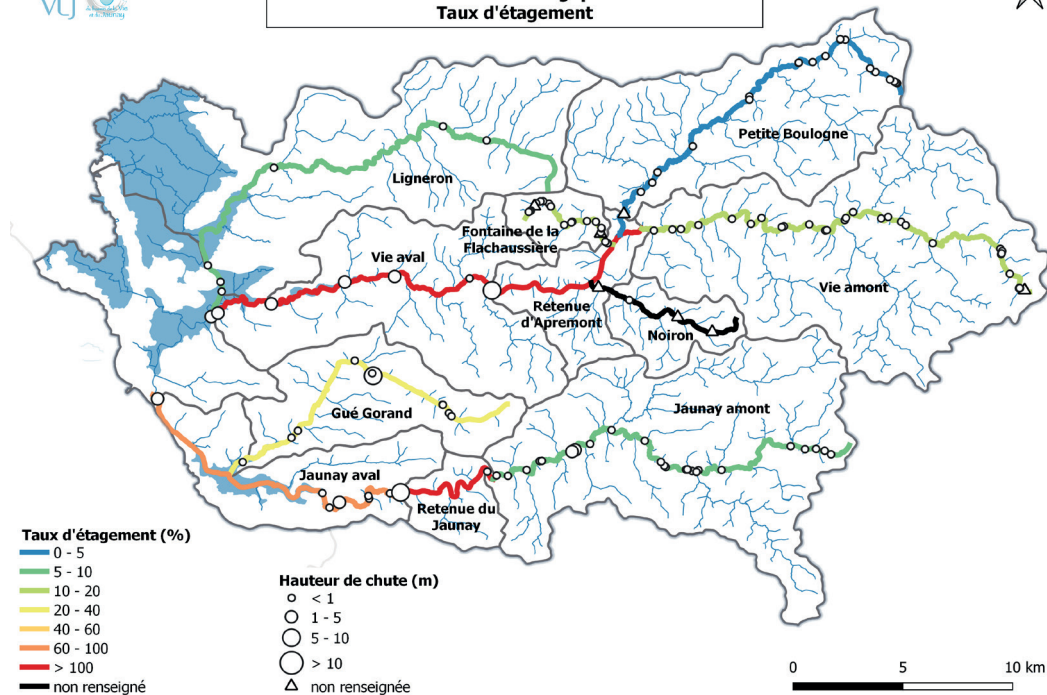 Taux d'étagement
Petite Boulogne
Ligneron
Fontaine de la
Flachaussière
Vie aval
Vie amont
Retenue
d'Apremont
Noiron
Gué Gorand
Jaunay amont
Jaunay aval
Retenue du
Jaunay
Taux d'étagement (%)
0 - 5
5 - 10
10 - 20
20 - 40
40 - 60
60 - 100
> 100
non renseigné
Hauteur de chute (m)
< 1
1 - 5
5 - 10
> 10
non renseignée
0 5 10 km